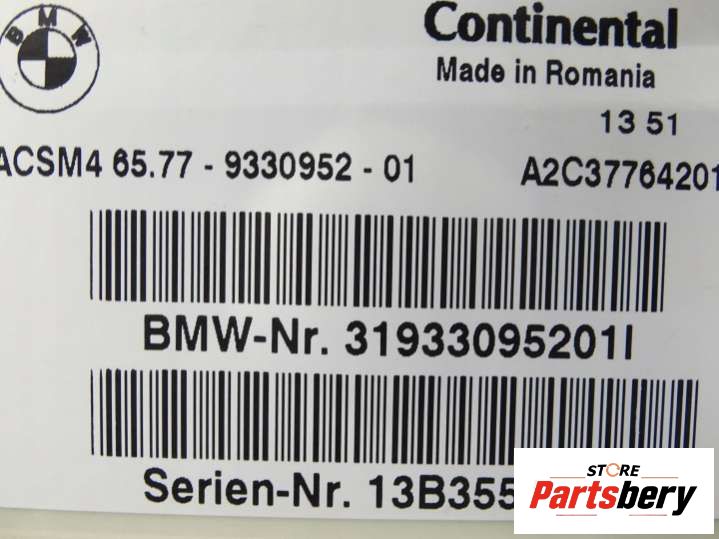 BMW
Continental
Made in Romania
13 51
ACSM4 65.77 - 9330952 - 01
A2C37764201
BMW-Nr. 31933095201I
Serien-Nr. 13B355
STORE
Partsbery